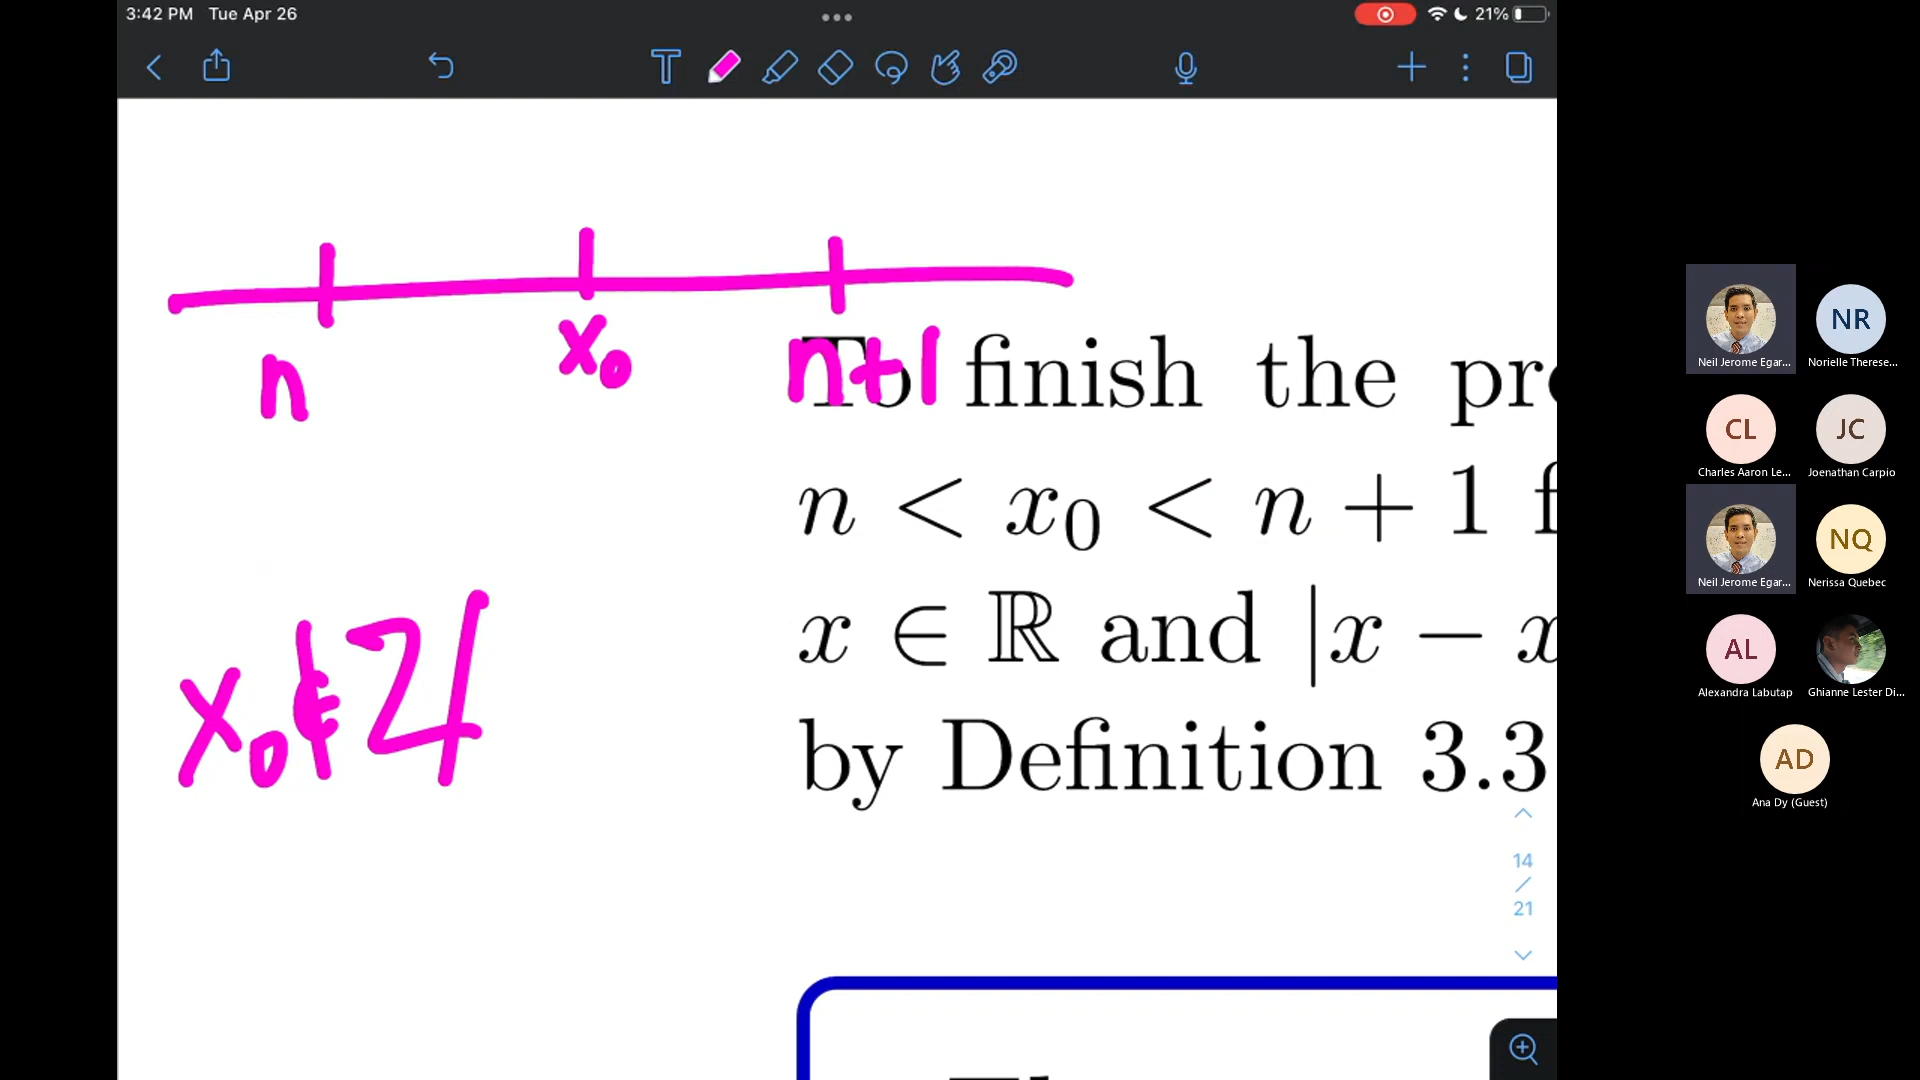 3:42 PM Tue Apr 26
21%
n
x₀
n+1
To finish the pr
n < x₀ < n + 1 f
x ∈ ℝ and |x − x
by Definition 3.3
x₀ ∉ ℤ
14
/
21
Neil Jerome Egar...
NR
Norielle Therese...
CL
Charles Aaron Le...
JC
Joenathan Carpio
Neil Jerome Egar...
NQ
Nerissa Quebec
AL
Alexandra Labutap
Ghianne Lester Di...
AD
Ana Dy (Guest)